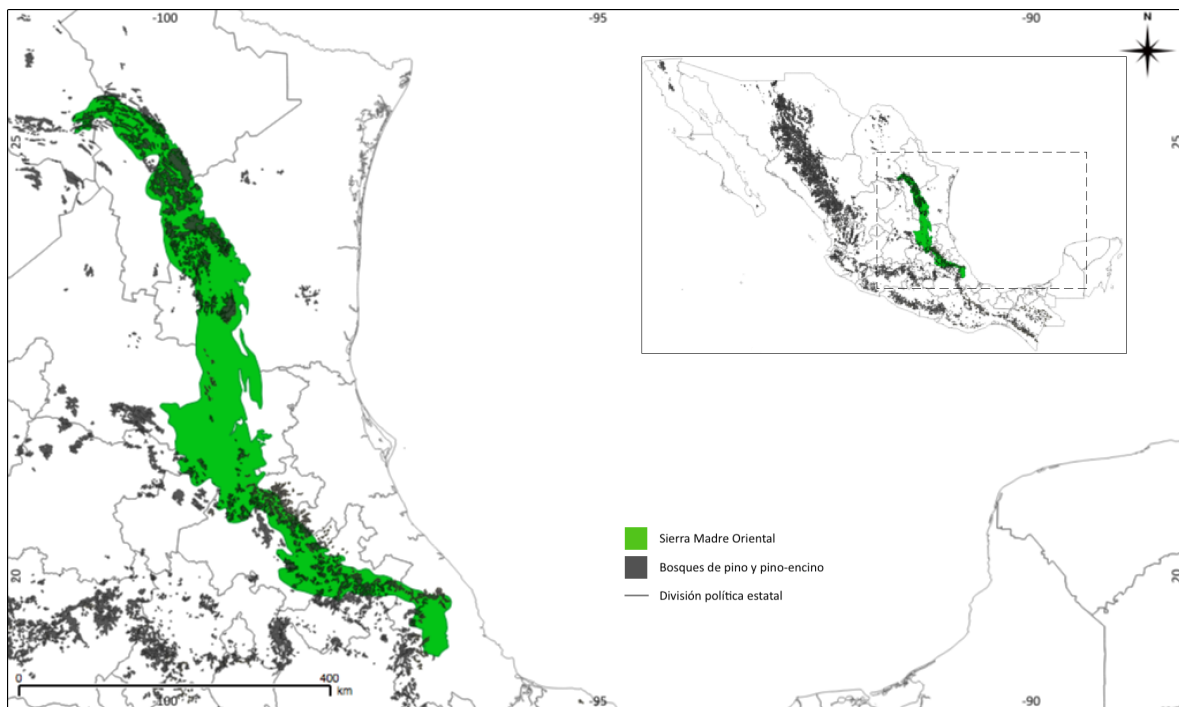 -100
-95
-90
N
25
25
Sierra Madre Oriental
Bosques de pino y pino-encino
División política estatal
20
20
0
400
km
-100
-95
-90